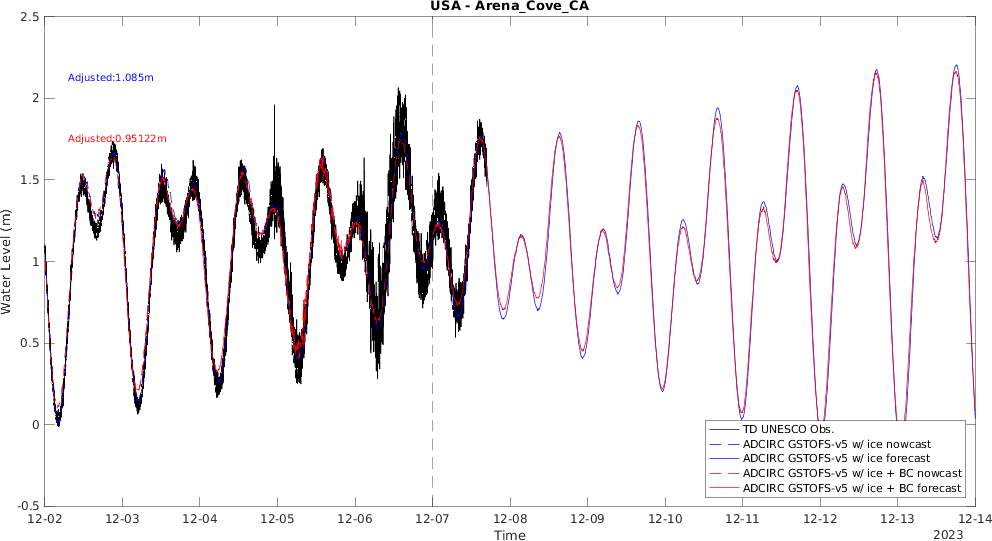 USA - Arena_Cove_CA
2.5
2
1.5
1
0.5
0
-0.5
Water Level (m)
Adjusted:1.085m
Adjusted:0.95122m
TD UNESCO Obs.
ADCIRC GSTOFS-v5 w/ ice nowcast
ADCIRC GSTOFS-v5 w/ ice forecast
ADCIRC GSTOFS-v5 w/ ice + BC nowcast
ADCIRC GSTOFS-v5 w/ ice + BC forecast
12-02 12-03 12-04 12-05 12-06 12-07 12-08 12-09 12-10 12-11 12-12 12-13 12-14
Time
2023